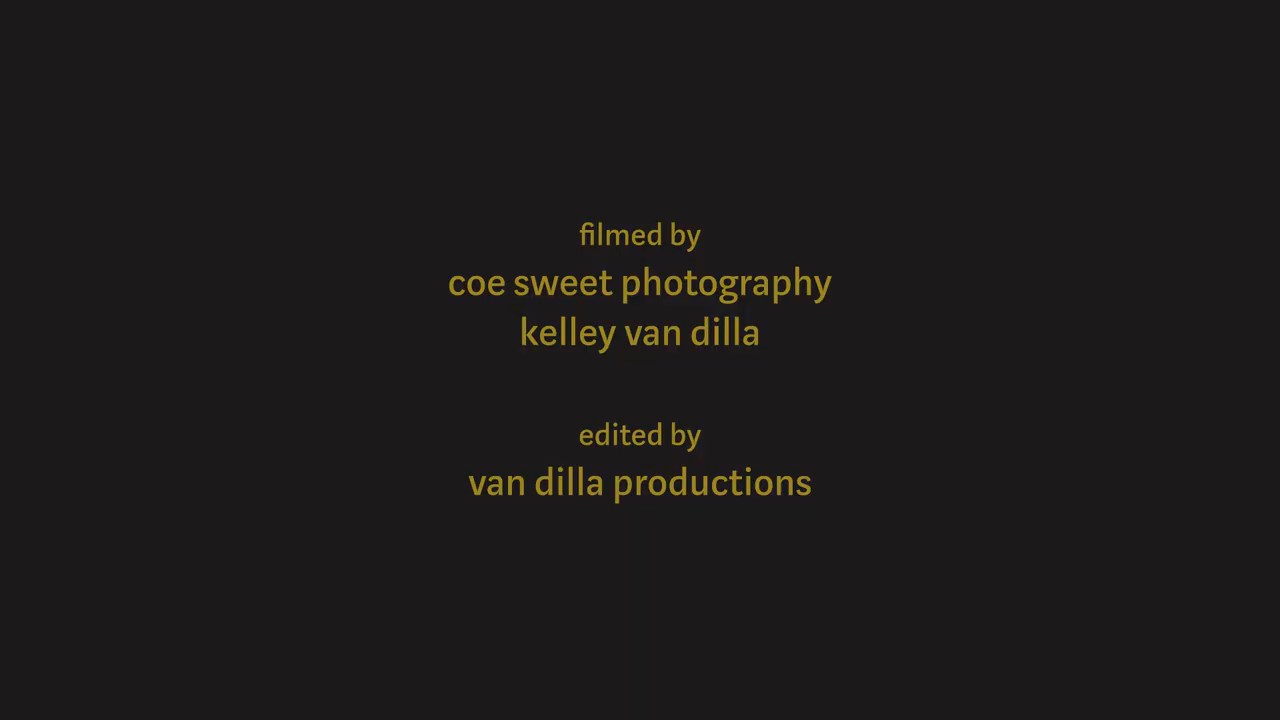 filmed by
coe sweet photography
kelley van dilla
edited by
van dilla productions